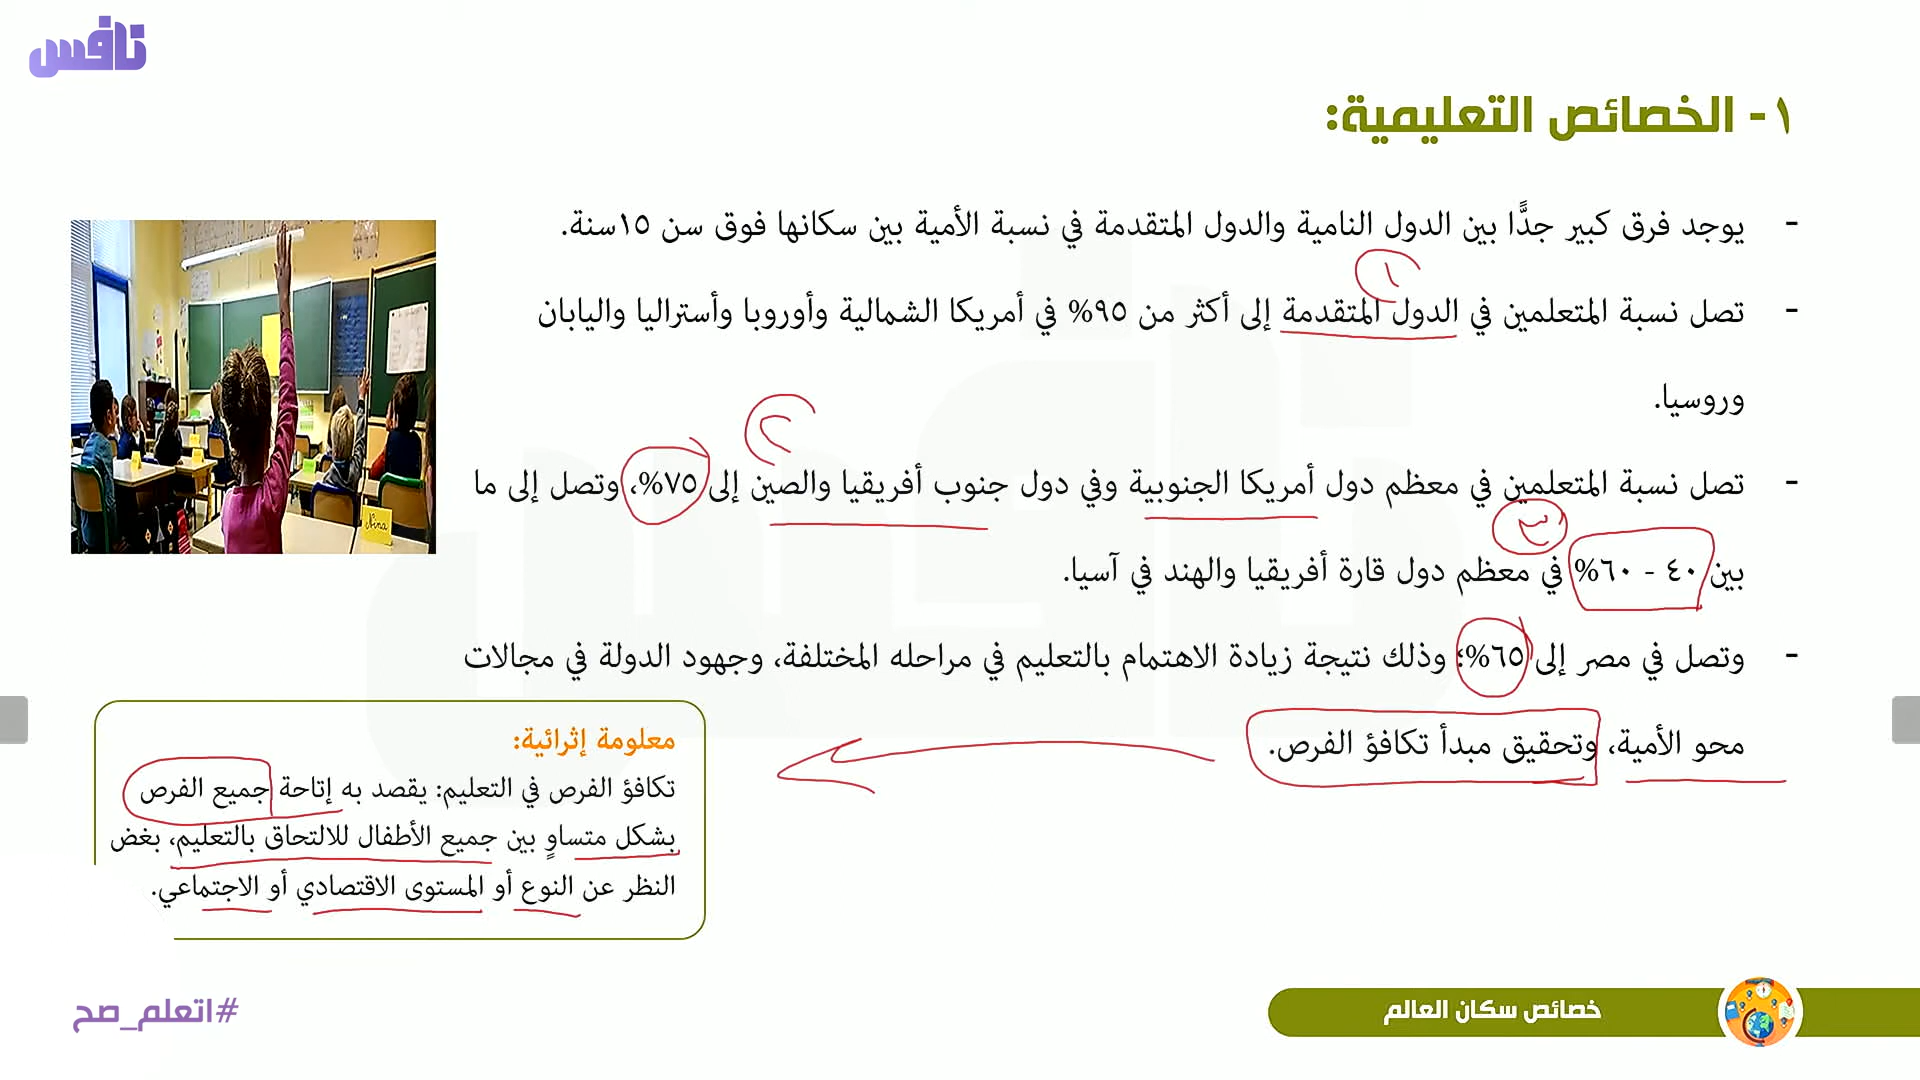 نافس
١- الخصائص التعليمية:
- يوجد فرق كبير جدًّا بين الدول النامية والدول المتقدمة في نسبة الأمية بين سكانها فوق سن ١٥سنة.
١
- تصل نسبة المتعلمين في الدول المتقدمة إلى أكثر من ٩٥% في أمريكا الشمالية وأوروبا وأستراليا واليابان
وروسيا.
٢
- تصل نسبة المتعلمين في معظم دول أمريكا الجنوبية وفي دول جنوب أفريقيا والصين إلى ٧٥%، وتصل إلى ما
٣
بين ٤٠ - ٦٠% في معظم دول قارة أفريقيا والهند في آسيا.
- وتصل في مصر إلى ٦٥%؛ وذلك نتيجة زيادة الاهتمام بالتعليم في مراحله المختلفة، وجهود الدولة في مجالات
محو الأمية، وتحقيق مبدأ تكافؤ الفرص.
معلومة إثرائية:
تكافؤ الفرص في التعليم: يقصد به إتاحة جميع الفرص
بشكل متساوٍ بين جميع الأطفال للالتحاق بالتعليم، بغض
النظر عن النوع أو المستوى الاقتصادي أو الاجتماعي.
Nina
خصائص سكان العالم
#اتعلم_صح